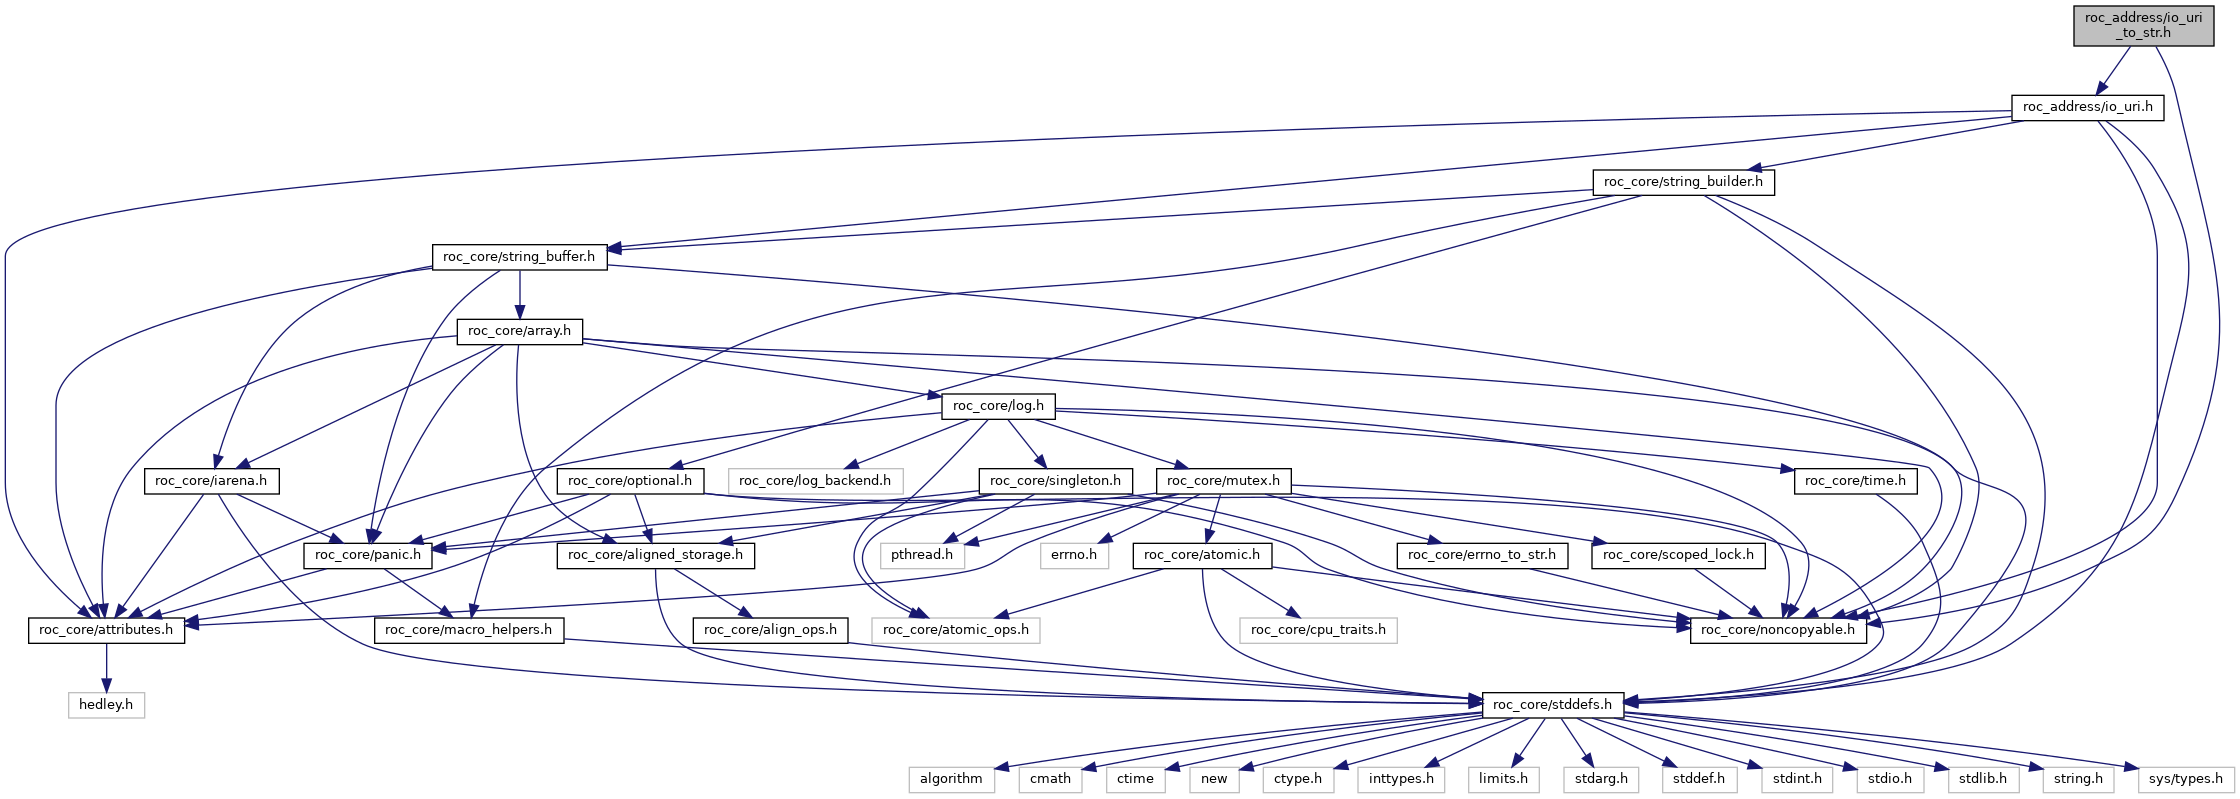 roc_address/io_uri
_to_str.h
roc_address/io_uri.h
roc_core/string_builder.h
roc_core/string_buffer.h
roc_core/array.h
roc_core/log.h
roc_core/iarena.h
roc_core/optional.h
roc_core/log_backend.h
roc_core/singleton.h
roc_core/mutex.h
roc_core/time.h
roc_core/panic.h
roc_core/aligned_storage.h
pthread.h
errno.h
roc_core/atomic.h
roc_core/errno_to_str.h
roc_core/scoped_lock.h
roc_core/attributes.h
roc_core/macro_helpers.h
roc_core/align_ops.h
roc_core/atomic_ops.h
roc_core/cpu_traits.h
roc_core/noncopyable.h
hedley.h
roc_core/stddefs.h
algorithm
cmath
ctime
new
ctype.h
inttypes.h
limits.h
stdarg.h
stddef.h
stdint.h
stdio.h
stdlib.h
string.h
sys/types.h